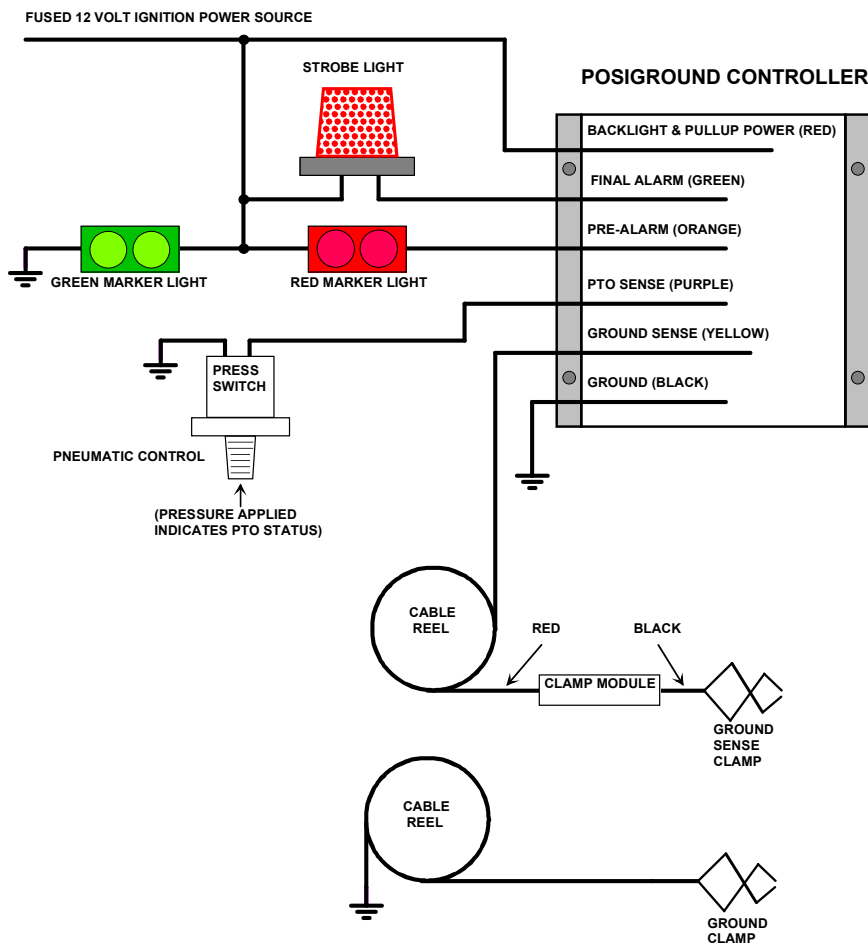 FUSED 12 VOLT IGNITION POWER SOURCE
STROBE LIGHT
POSIGROUND CONTROLLER
BACKLIGHT & PULLUP POWER (RED)
FINAL ALARM (GREEN)
PRE-ALARM (ORANGE)
GREEN MARKER LIGHT
RED MARKER LIGHT
PTO SENSE (PURPLE)
GROUND SENSE (YELLOW)
PRESS
SWITCH
GROUND (BLACK)
PNEUMATIC CONTROL
(PRESSURE APPLIED
INDICATES PTO STATUS)
CABLE
REEL
RED
BLACK
CLAMP MODULE
GROUND
SENSE
CLAMP
CABLE
REEL
GROUND
CLAMP